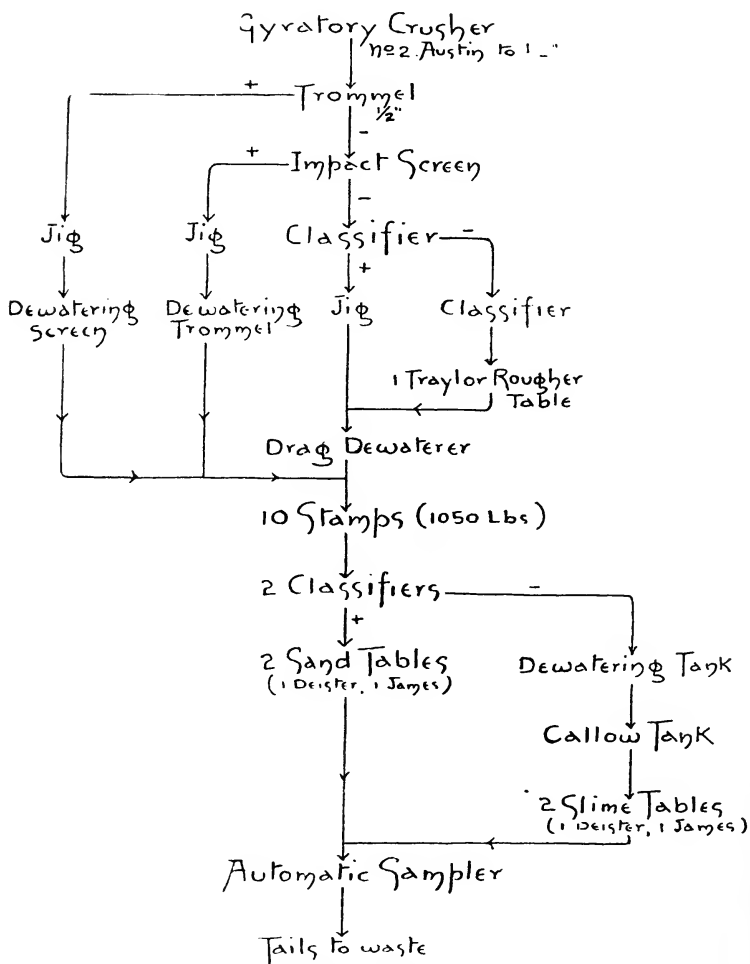 Gyratory Crusher
No 2. Austin to 1-"
+
Trommel
1/2"
-
+
Impact Screen
-
Jig
Jig
Classifier
-
+
Dewatering
Screen
Dewatering
Trommel
Jig
Classifier
1 Traylor Rougher
Table
Drag Dewaterer
10 Stamps (1050 Lbs)
2 Classifiers
-
+
2 Sand Tables
(1 Deister, 1 James)
Dewatering Tank
Callow Tank
2 Slime Tables
(1 Deister, 1 James)
Automatic Sampler
Tails to waste